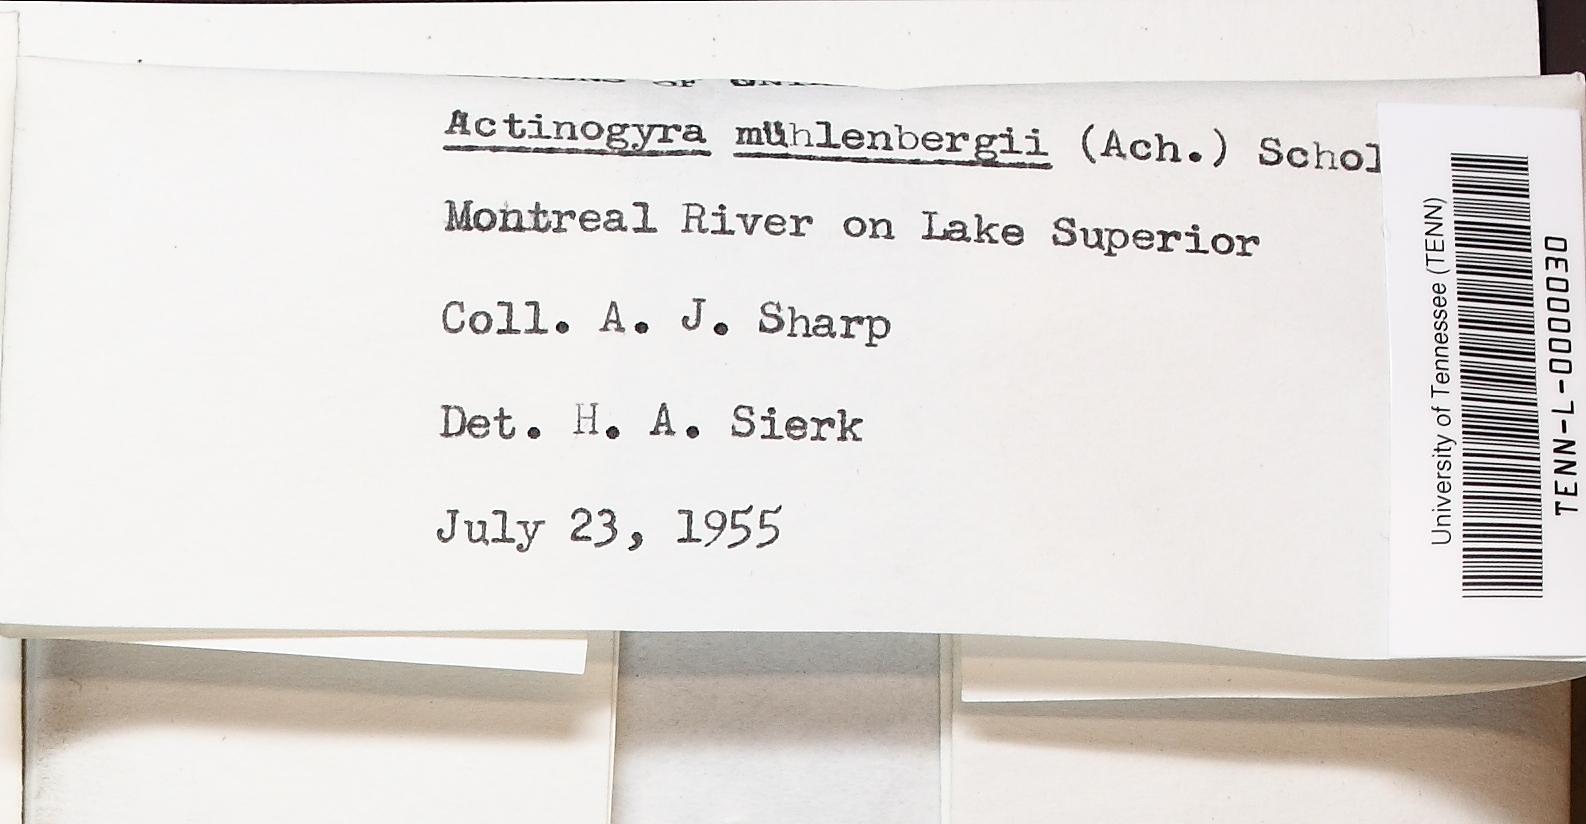 Actinogyra mühlenbergii (Ach.) Schol
Montreal River on Lake Superior
Coll. A. J. Sharp
Det. H. A. Sierk
July 23, 1955
University of Tennessee (TENN)
TENN-L-0000030